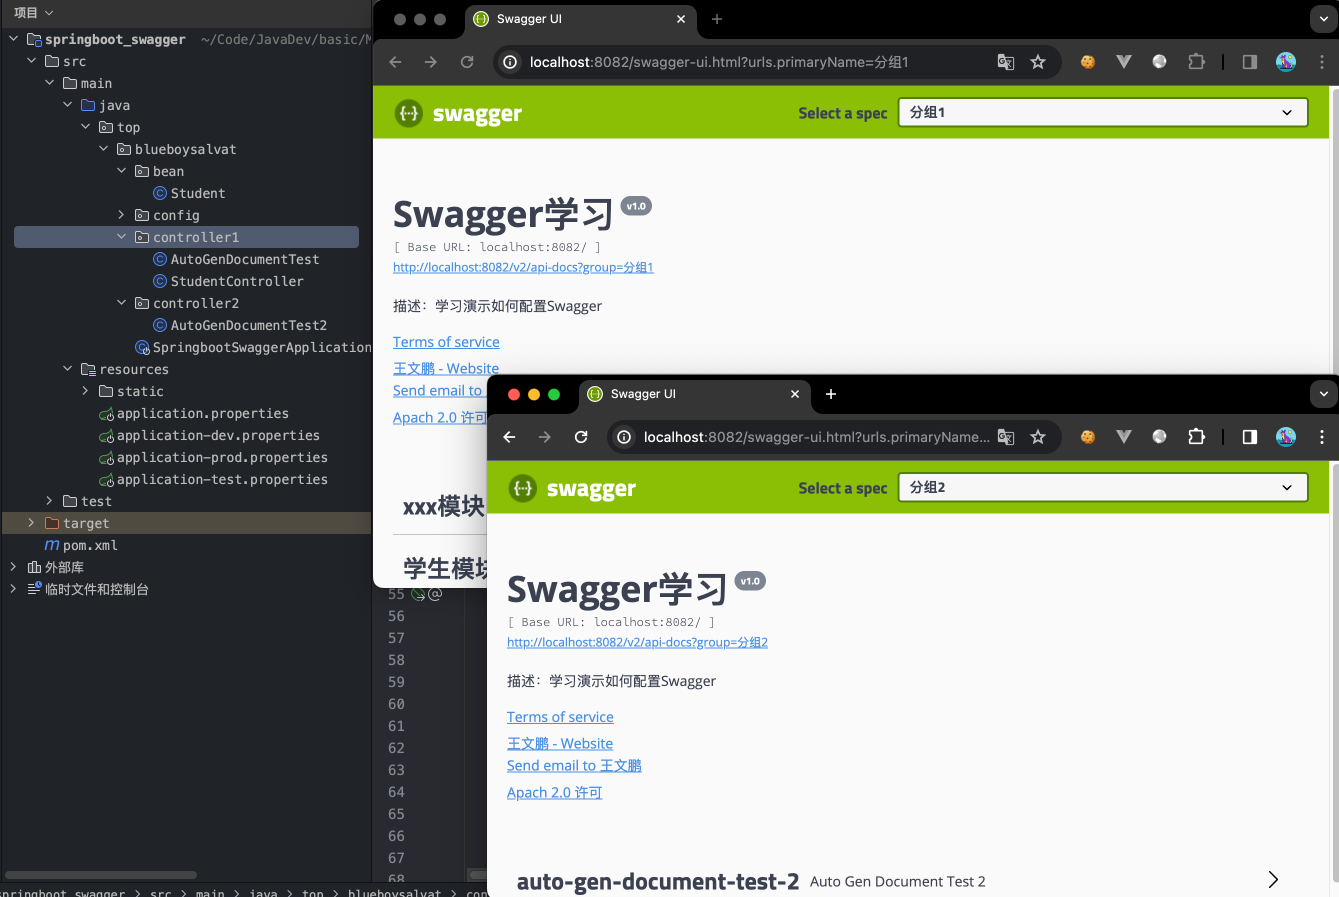 项目
springboot_swagger ~/Code/JavaDev/basic/M
src
main
java
top
blueboysalvat
bean
Student
config
controller1
AutoGenDocumentTest
StudentController
controller2
AutoGenDocumentTest2
SpringbootSwaggerApplication
resources
static
application.properties
application-dev.properties
application-prod.properties
application-test.properties
test
target
pom.xml
外部库
临时文件和控制台
springboot_swagger > src > main > java > top > blueboysalvat > con
Swagger UI
localhost:8082/swagger-ui.html?urls.primaryName=分组1
swagger
Select a spec
分组1
Swagger学习 v1.0
[ Base URL: localhost:8082/ ]
http://localhost:8082/v2/api-docs?group=分组1
描述：学习演示如何配置Swagger
Terms of service
王文鹏 - Website
Send email to
Apach 2.0 许可
xxx模块
学生模块
55
56
57
58
59
60
61
62
63
64
65
66
67
68
Swagger UI
localhost:8082/swagger-ui.html?urls.primaryName...
swagger
Select a spec
分组2
Swagger学习 v1.0
[ Base URL: localhost:8082/ ]
http://localhost:8082/v2/api-docs?group=分组2
描述：学习演示如何配置Swagger
Terms of service
王文鹏 - Website
Send email to 王文鹏
Apach 2.0 许可
auto-gen-document-test-2 Auto Gen Document Test 2